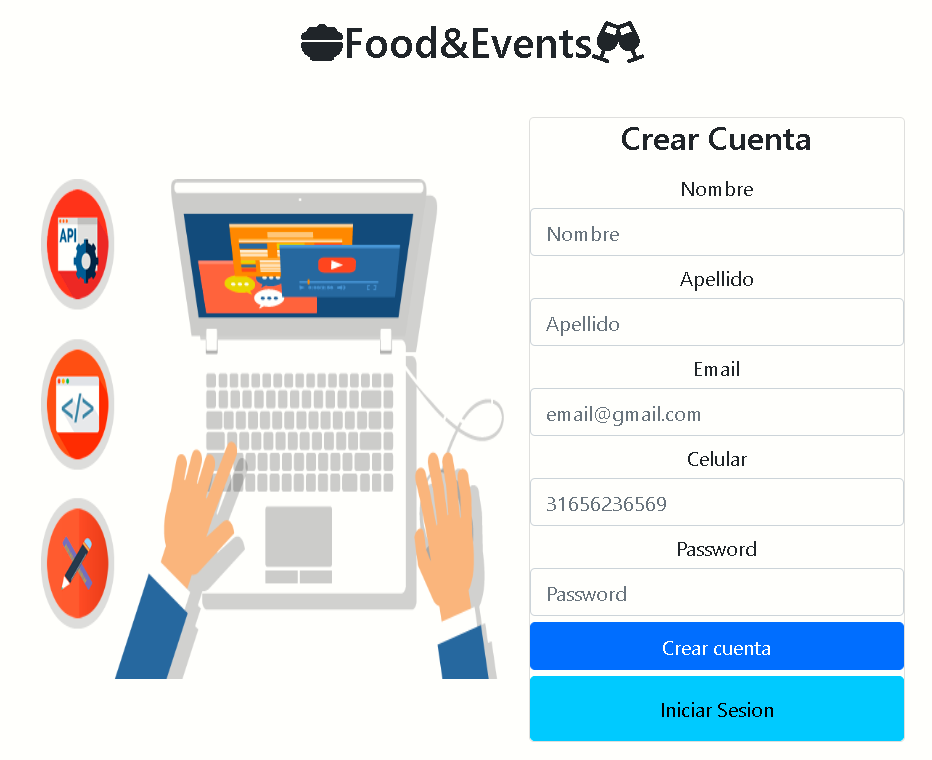 Food&Events
Crear Cuenta
Nombre
Nombre
Apellido
Apellido
Email
email@gmail.com
Celular
31656236569
Password
Password
Crear cuenta
Iniciar Sesion
API
</>